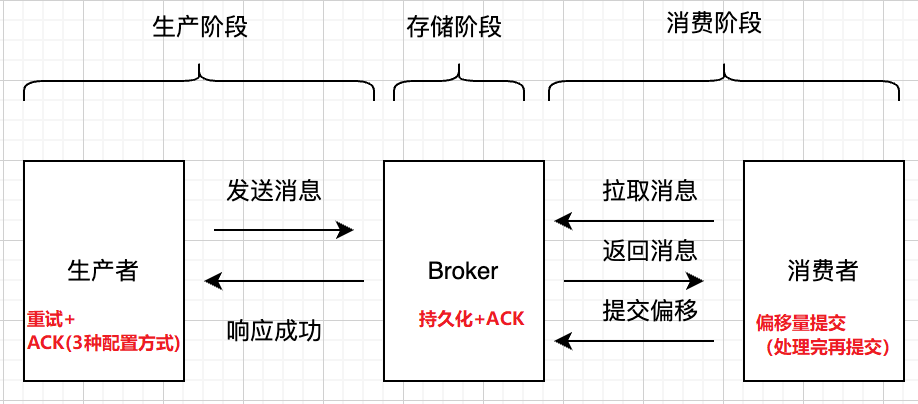 生产阶段
存储阶段
消费阶段
发送消息
生产者
重试+
ACK(3种配置方式)
响应成功
Broker
持久化+ACK
拉取消息
返回消息
提交偏移
消费者
偏移量提交
（处理完再提交）